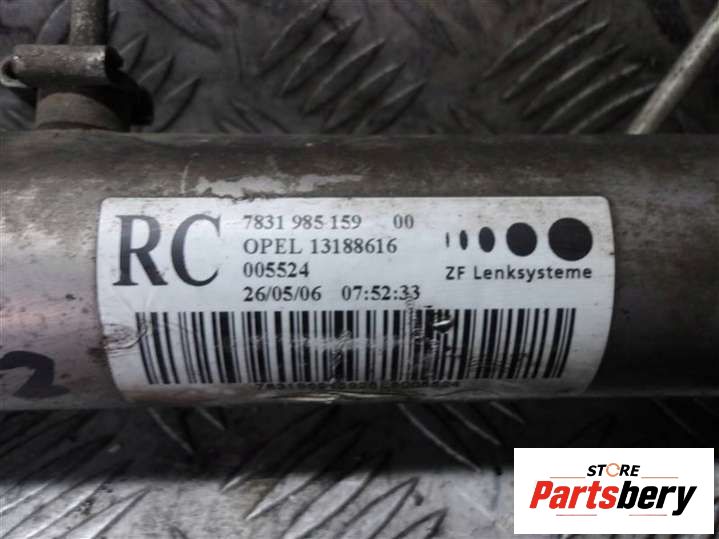 RC
7831 985 159 00
OPEL 13188616
005524
26/05/06 07:52:33
ZF Lenksysteme
STORE
Partsbery